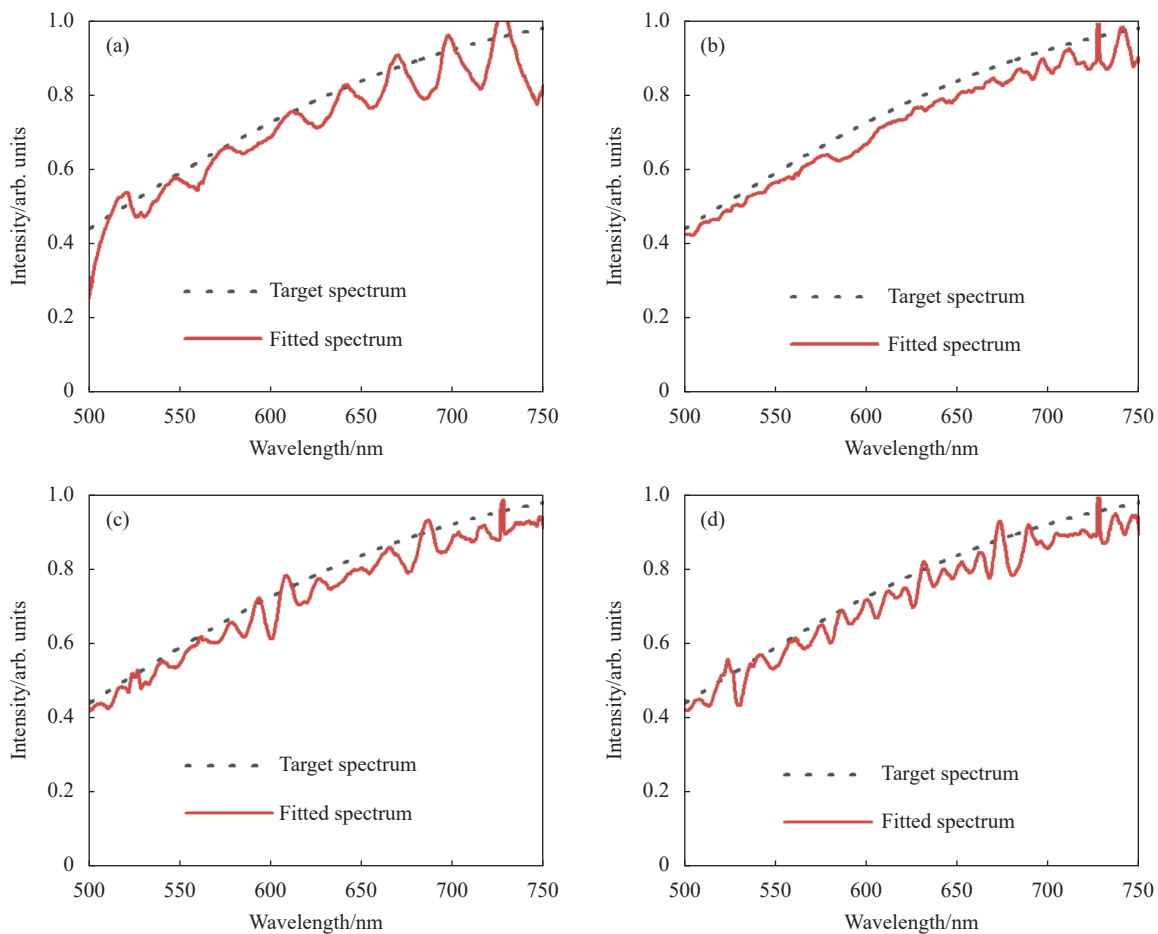 (a)
1.0
0.8
0.6
0.4
0.2
0
Intensity/arb. units
Target spectrum
Fitted spectrum
500 550 600 650 700 750
Wavelength/nm
(b)
1.0
0.8
0.6
0.4
0.2
0
Intensity/arb. units
Target spectrum
Fitted spectrum
500 550 600 650 700 750
Wavelength/nm
(c)
1.0
0.8
0.6
0.4
0.2
0
Intensity/arb. units
Target spectrum
Fitted spectrum
500 550 600 650 700 750
Wavelength/nm
(d)
1.0
0.8
0.6
0.4
0.2
0
Intensity/arb. units
Target spectrum
Fitted spectrum
500 550 600 650 700 750
Wavelength/nm